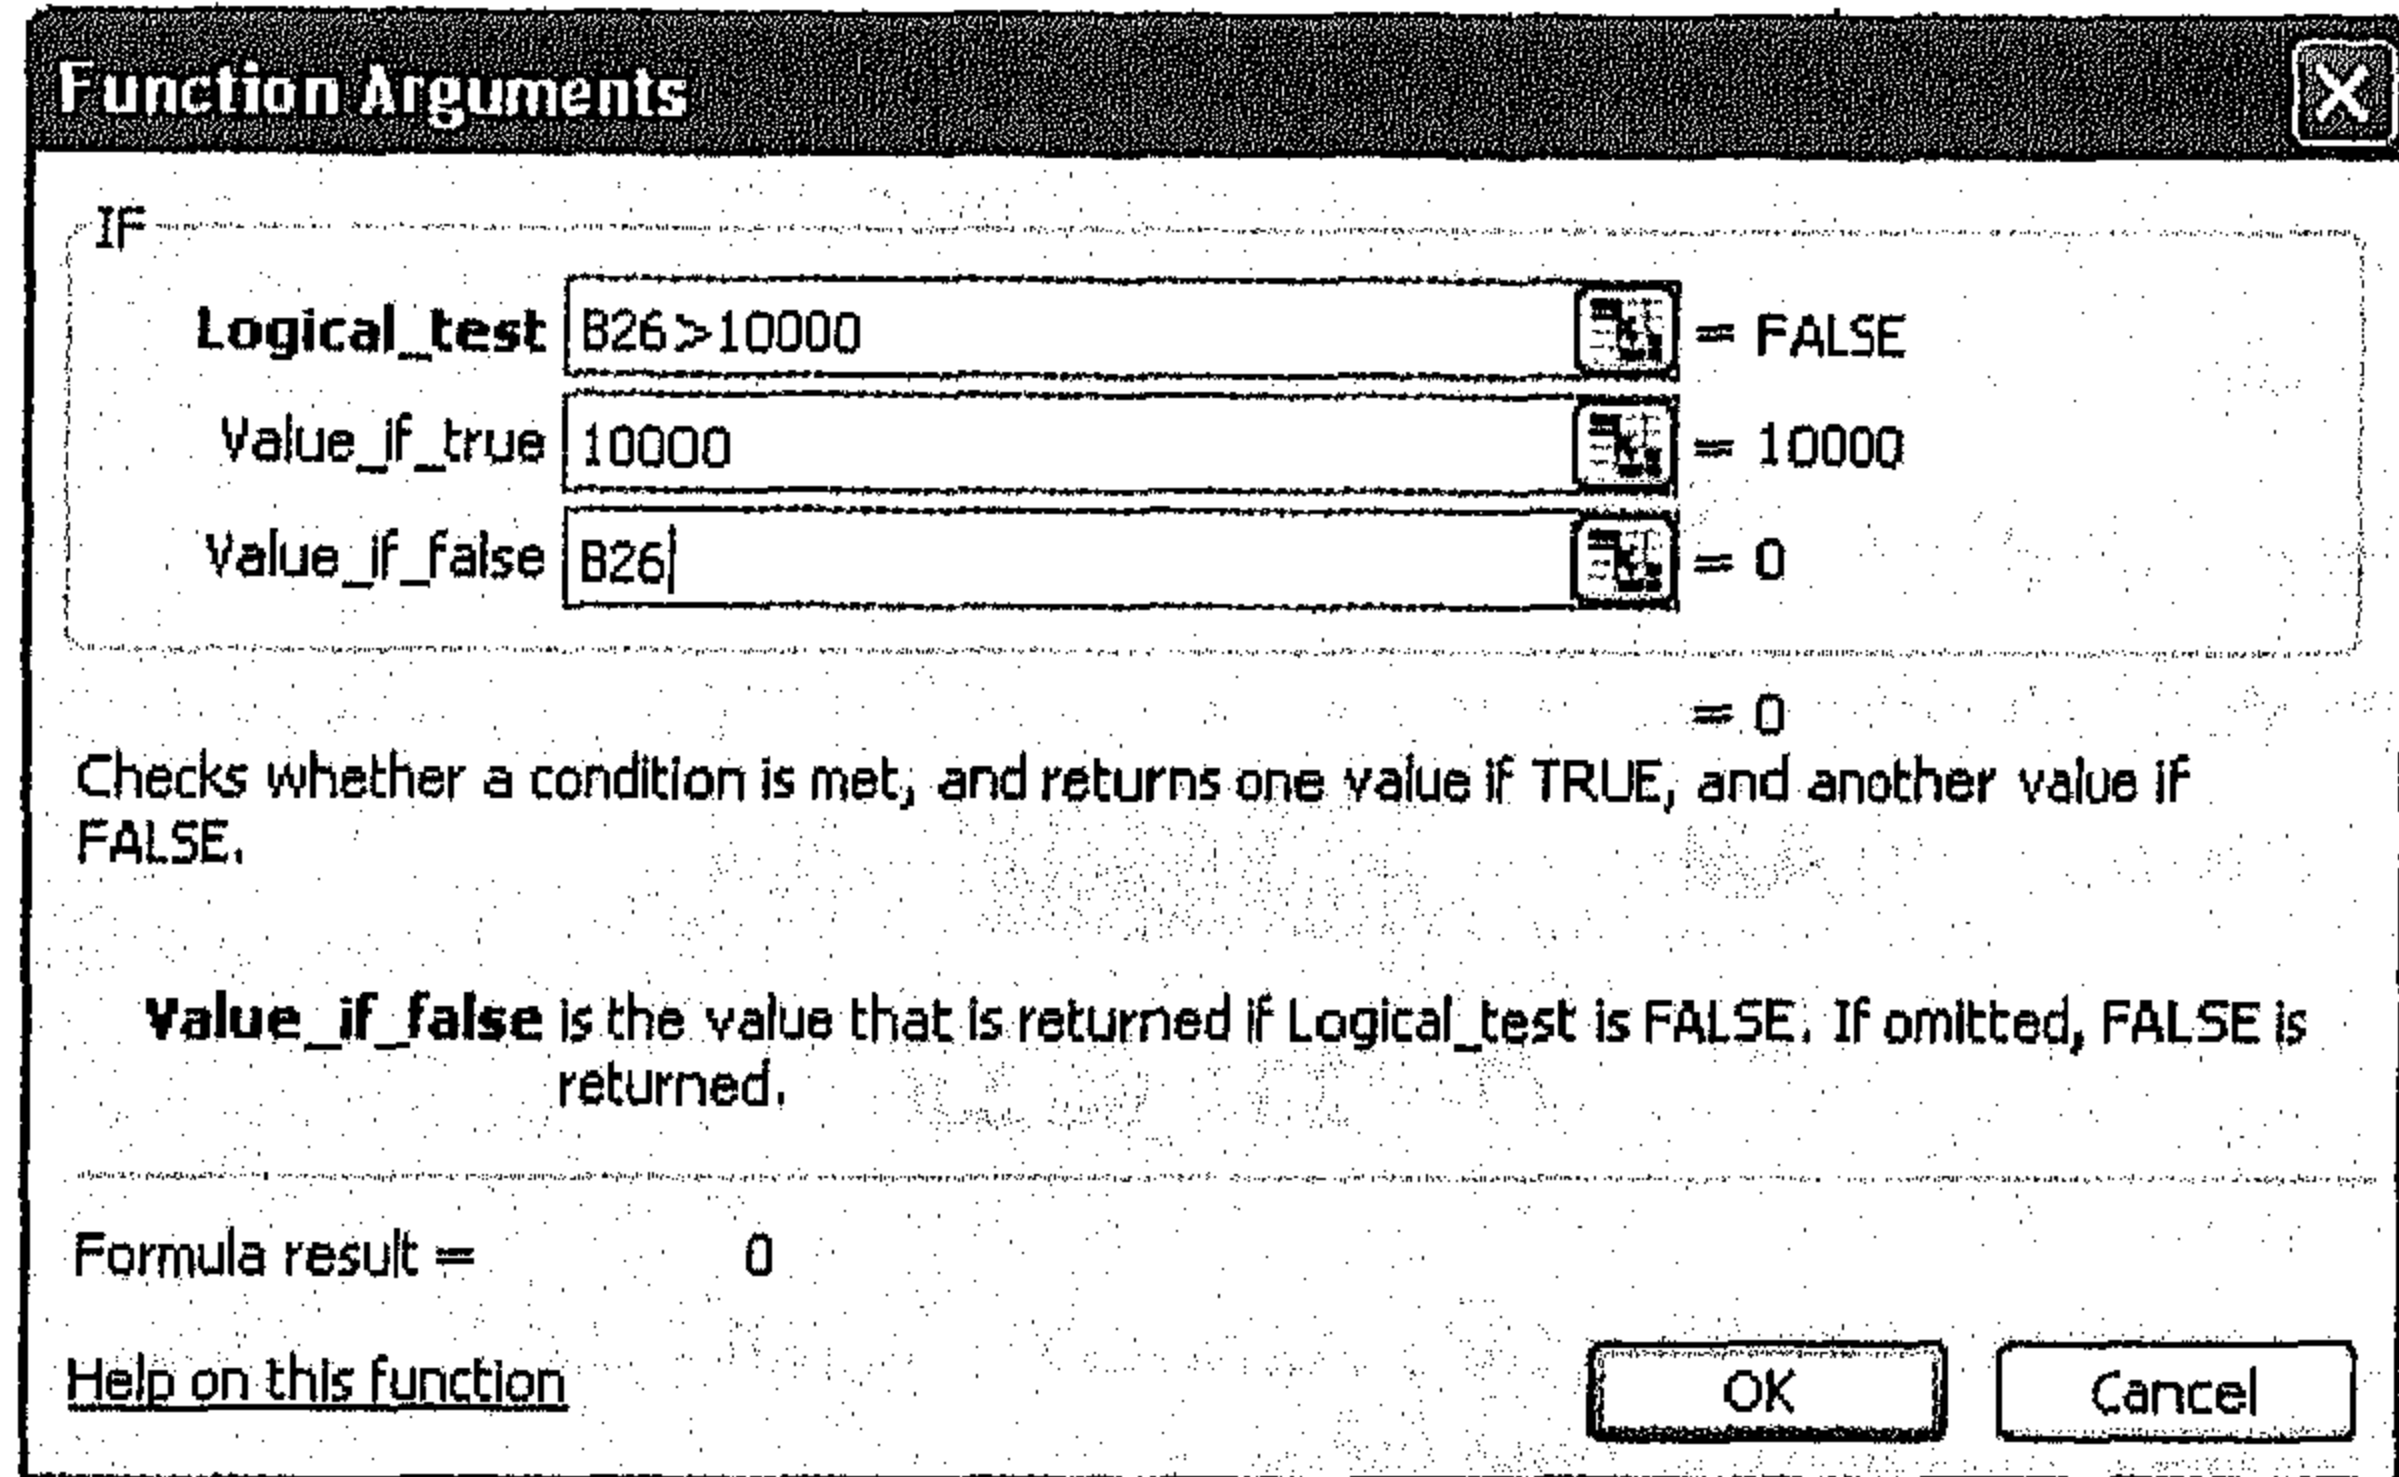 Function Arguments
IF
Logical_test B26>10000 = FALSE
Value_if_true 10000 = 10000
Value_if_false B26 = 0
= 0
Checks whether a condition is met, and returns one value if TRUE, and another value if
FALSE.
Value_if_false is the value that is returned if Logical_test is FALSE. If omitted, FALSE is
returned.
Formula result = 0
Help on this function OK Cancel